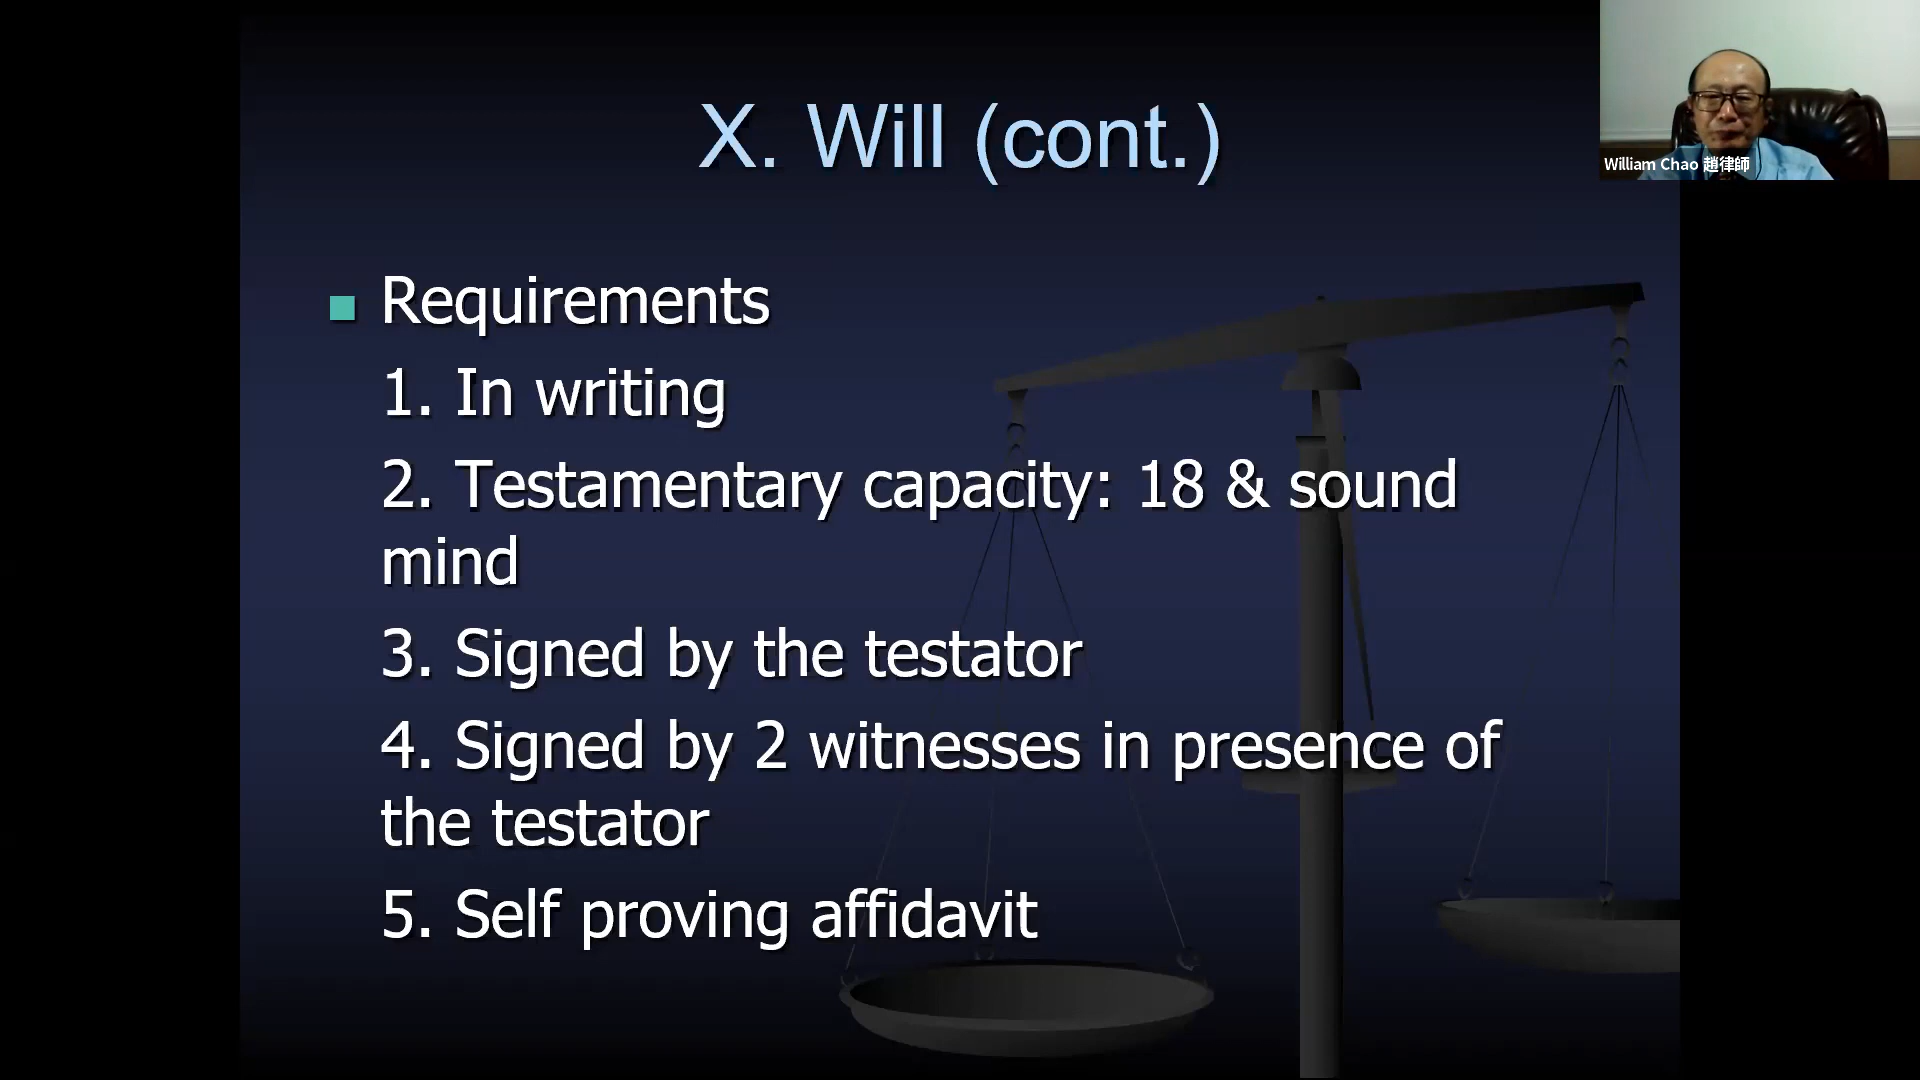 X. Will (cont.)
William Chao 趙律師
Requirements
1. In writing
2. Testamentary capacity: 18 & sound
mind
3. Signed by the testator
4. Signed by 2 witnesses in presence of
the testator
5. Self proving affidavit